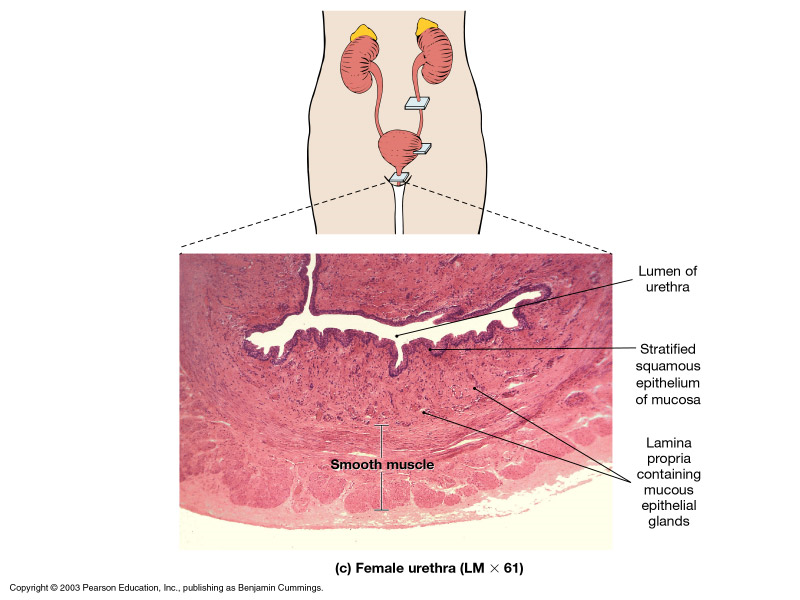 Lumen of
urethra
Stratified
squamous
epithelium
of mucosa
Lamina
propria
containing
mucous
epithelial
glands
Smooth muscle
(c) Female urethra (LM × 61)
Copyright © 2003 Pearson Education, Inc., publishing as Benjamin Cummings.